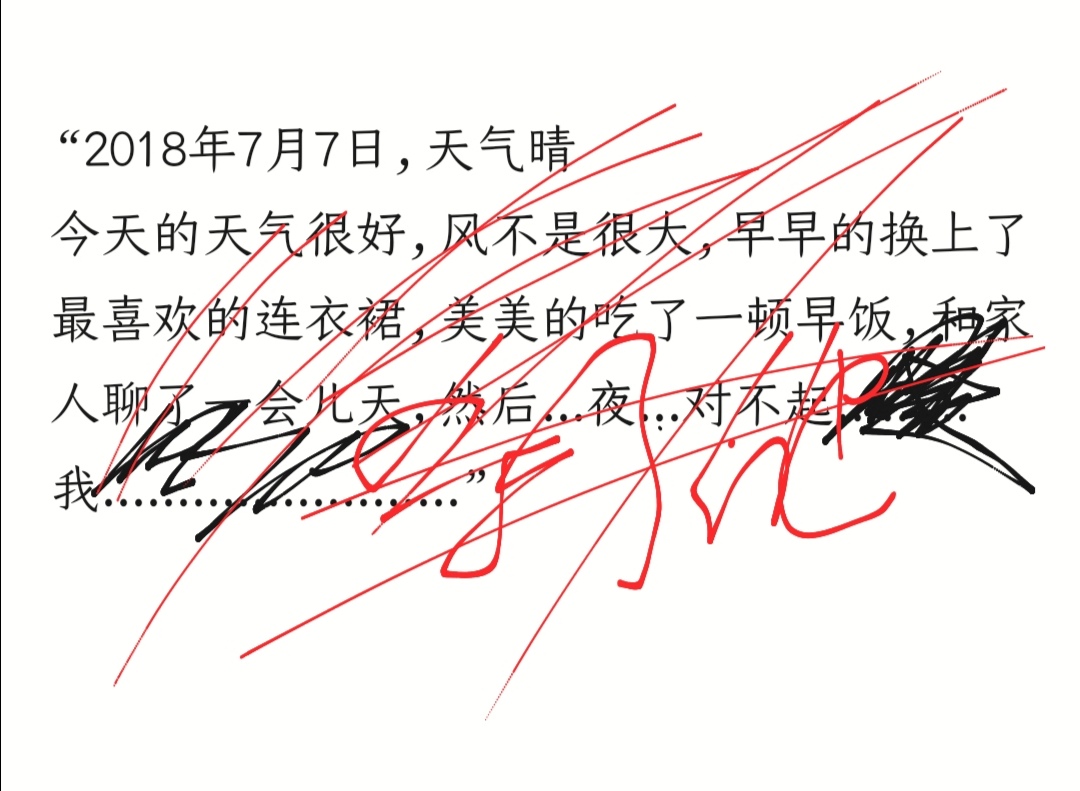 “2018年7月7日，天气晴
今天的天气很好，风不是很大，早早的换上了
最喜欢的连衣裙，美美的吃了一顿早饭，和家
人聊了一会儿天，然后…夜…对不起
我………………………”